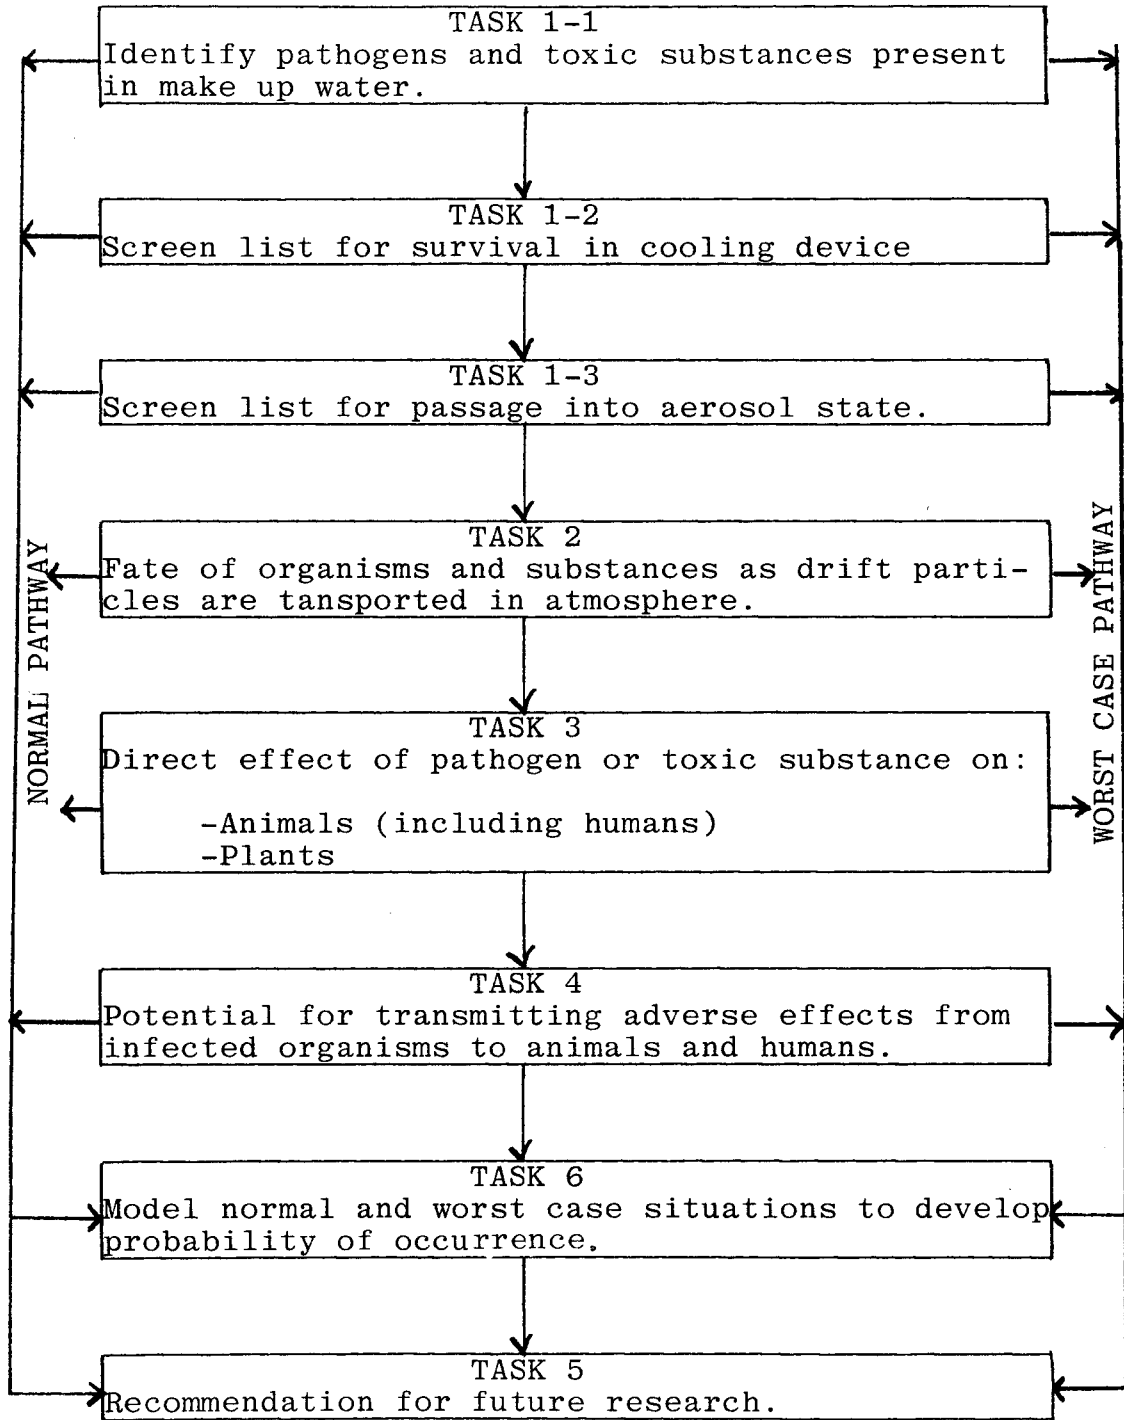 TASK 1-1
Identify pathogens and toxic substances present
in make up water.
TASK 1-2
Screen list for survival in cooling device
TASK 1-3
Screen list for passage into aerosol state.
TASK 2
Fate of organisms and substances as drift parti-
cles are tansported in atmosphere.
NORMAL PATHWAY
WORST CASE PATHWAY
TASK 3
Direct effect of pathogen or toxic substance on:
-Animals (including humans)
-Plants
TASK 4
Potential for transmitting adverse effects from
infected organisms to animals and humans.
TASK 6
Model normal and worst case situations to develop
probability of occurrence.
TASK 5
Recommendation for future research.